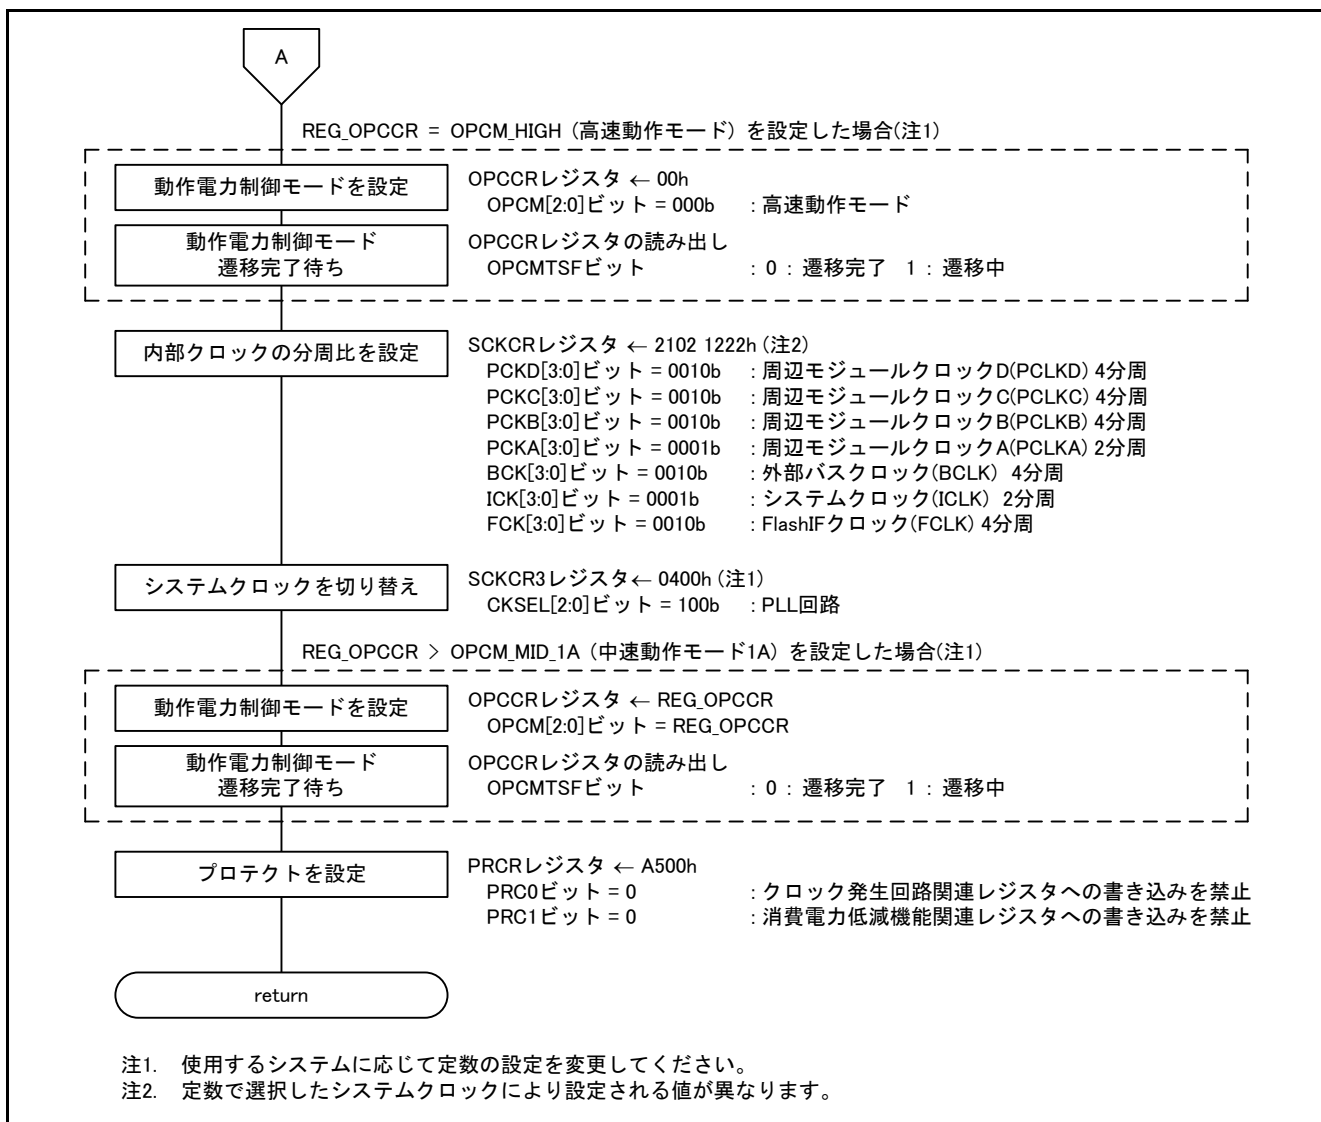 A
REG_OPCCR = OPCM_HIGH (高速動作モード) を設定した場合(注1)
動作電力制御モードを設定
OPCCRレジスタ ← 00h
OPCM[2:0]ビット = 000b : 高速動作モード
動作電力制御モード
遷移完了待ち
OPCCRレジスタの読み出し
OPCMTSFビット : 0 : 遷移完了 1 : 遷移中
内部クロックの分周比を設定
SCKCRレジスタ ← 2102 1222h (注2)
PCKD[3:0]ビット = 0010b : 周辺モジュールクロックD(PCLKD) 4分周
PCKC[3:0]ビット = 0010b : 周辺モジュールクロックC(PCLKC) 4分周
PCKB[3:0]ビット = 0010b : 周辺モジュールクロックB(PCLKB) 4分周
PCKA[3:0]ビット = 0001b : 周辺モジュールクロックA(PCLKA) 2分周
BCK[3:0]ビット = 0010b : 外部バスクロック(BCLK) 4分周
ICK[3:0]ビット = 0001b : システムクロック(ICLK) 2分周
FCK[3:0]ビット = 0010b : FlashIFクロック(FCLK) 4分周
システムクロックを切り替え
SCKCR3レジスタ← 0400h (注1)
CKSEL[2:0]ビット = 100b : PLL回路
REG_OPCCR > OPCM_MID_1A (中速動作モード1A) を設定した場合(注1)
動作電力制御モードを設定
OPCCRレジスタ ← REG_OPCCR
OPCM[2:0]ビット = REG_OPCCR
動作電力制御モード
遷移完了待ち
OPCCRレジスタの読み出し
OPCMTSFビット : 0 : 遷移完了 1 : 遷移中
プロテクトを設定
PRCRレジスタ ← A500h
PRC0ビット = 0 : クロック発生回路関連レジスタへの書き込みを禁止
PRC1ビット = 0 : 消費電力低減機能関連レジスタへの書き込みを禁止
return
注1. 使用するシステムに応じて定数の設定を変更してください。
注2. 定数で選択したシステムクロックにより設定される値が異なります。